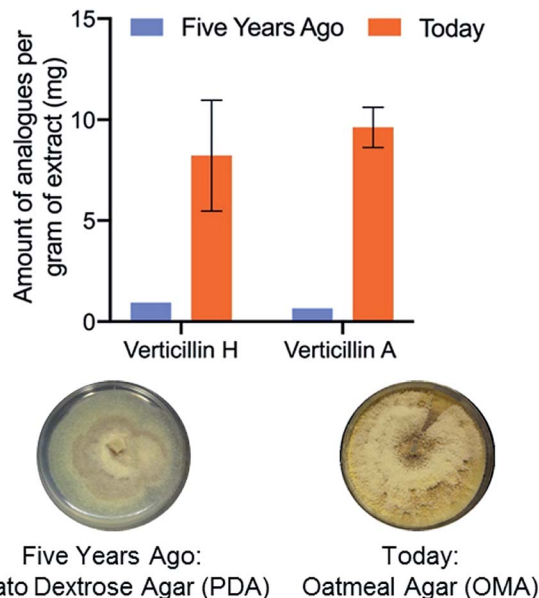 15
Five Years Ago Today
10
5
0
Amount of analogues per
gram of extract (mg)
Verticillin H Verticillin A
Five Years Ago:
ato Dextrose Agar (PDA)
Today:
Oatmeal Agar (OMA)